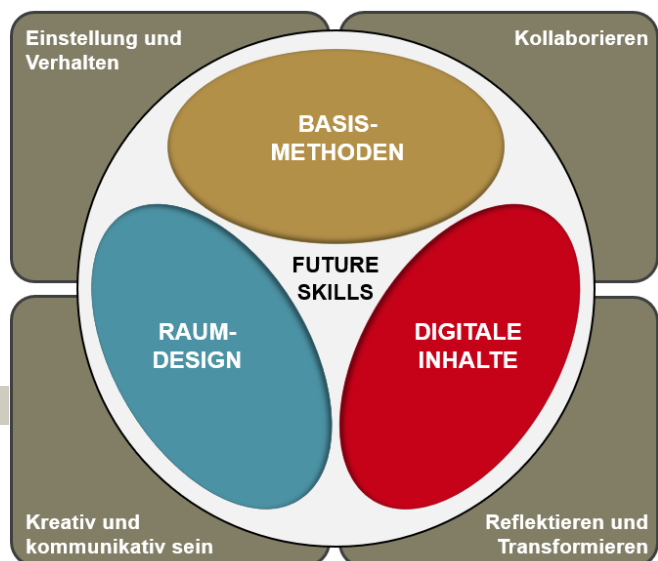 Einstellung und
Verhalten
Kollaborieren
BASIS-
METHODEN
FUTURE
SKILLS
RAUM-
DESIGN
DIGITALE
INHALTE
Kreativ und
kommunikativ sein
Reflektieren und
Transformieren